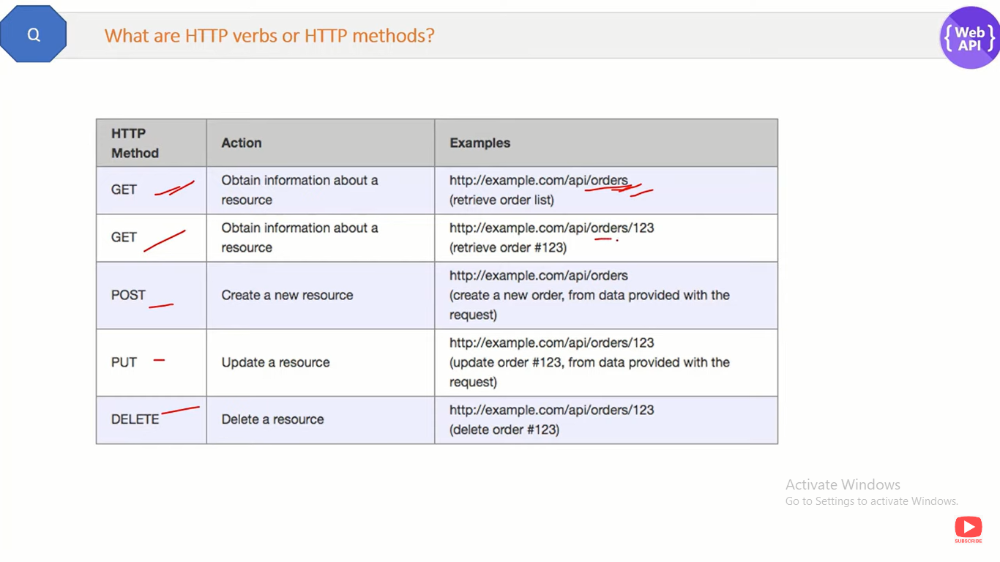 Q
What are HTTP verbs or HTTP methods?
{Web
API}
HTTP
Method
Action
Examples
GET
Obtain information about a
resource
http://example.com/api/orders
(retrieve order list)
GET
Obtain information about a
resource
http://example.com/api/orders/123
(retrieve order #123)
POST
Create a new resource
http://example.com/api/orders
(create a new order, from data provided with the
request)
PUT
Update a resource
http://example.com/api/orders/123
(update order #123, from data provided with the
request)
DELETE
Delete a resource
http://example.com/api/orders/123
(delete order #123)
Activate Windows
Go to Settings to activate Windows.
SUBSCRIBE